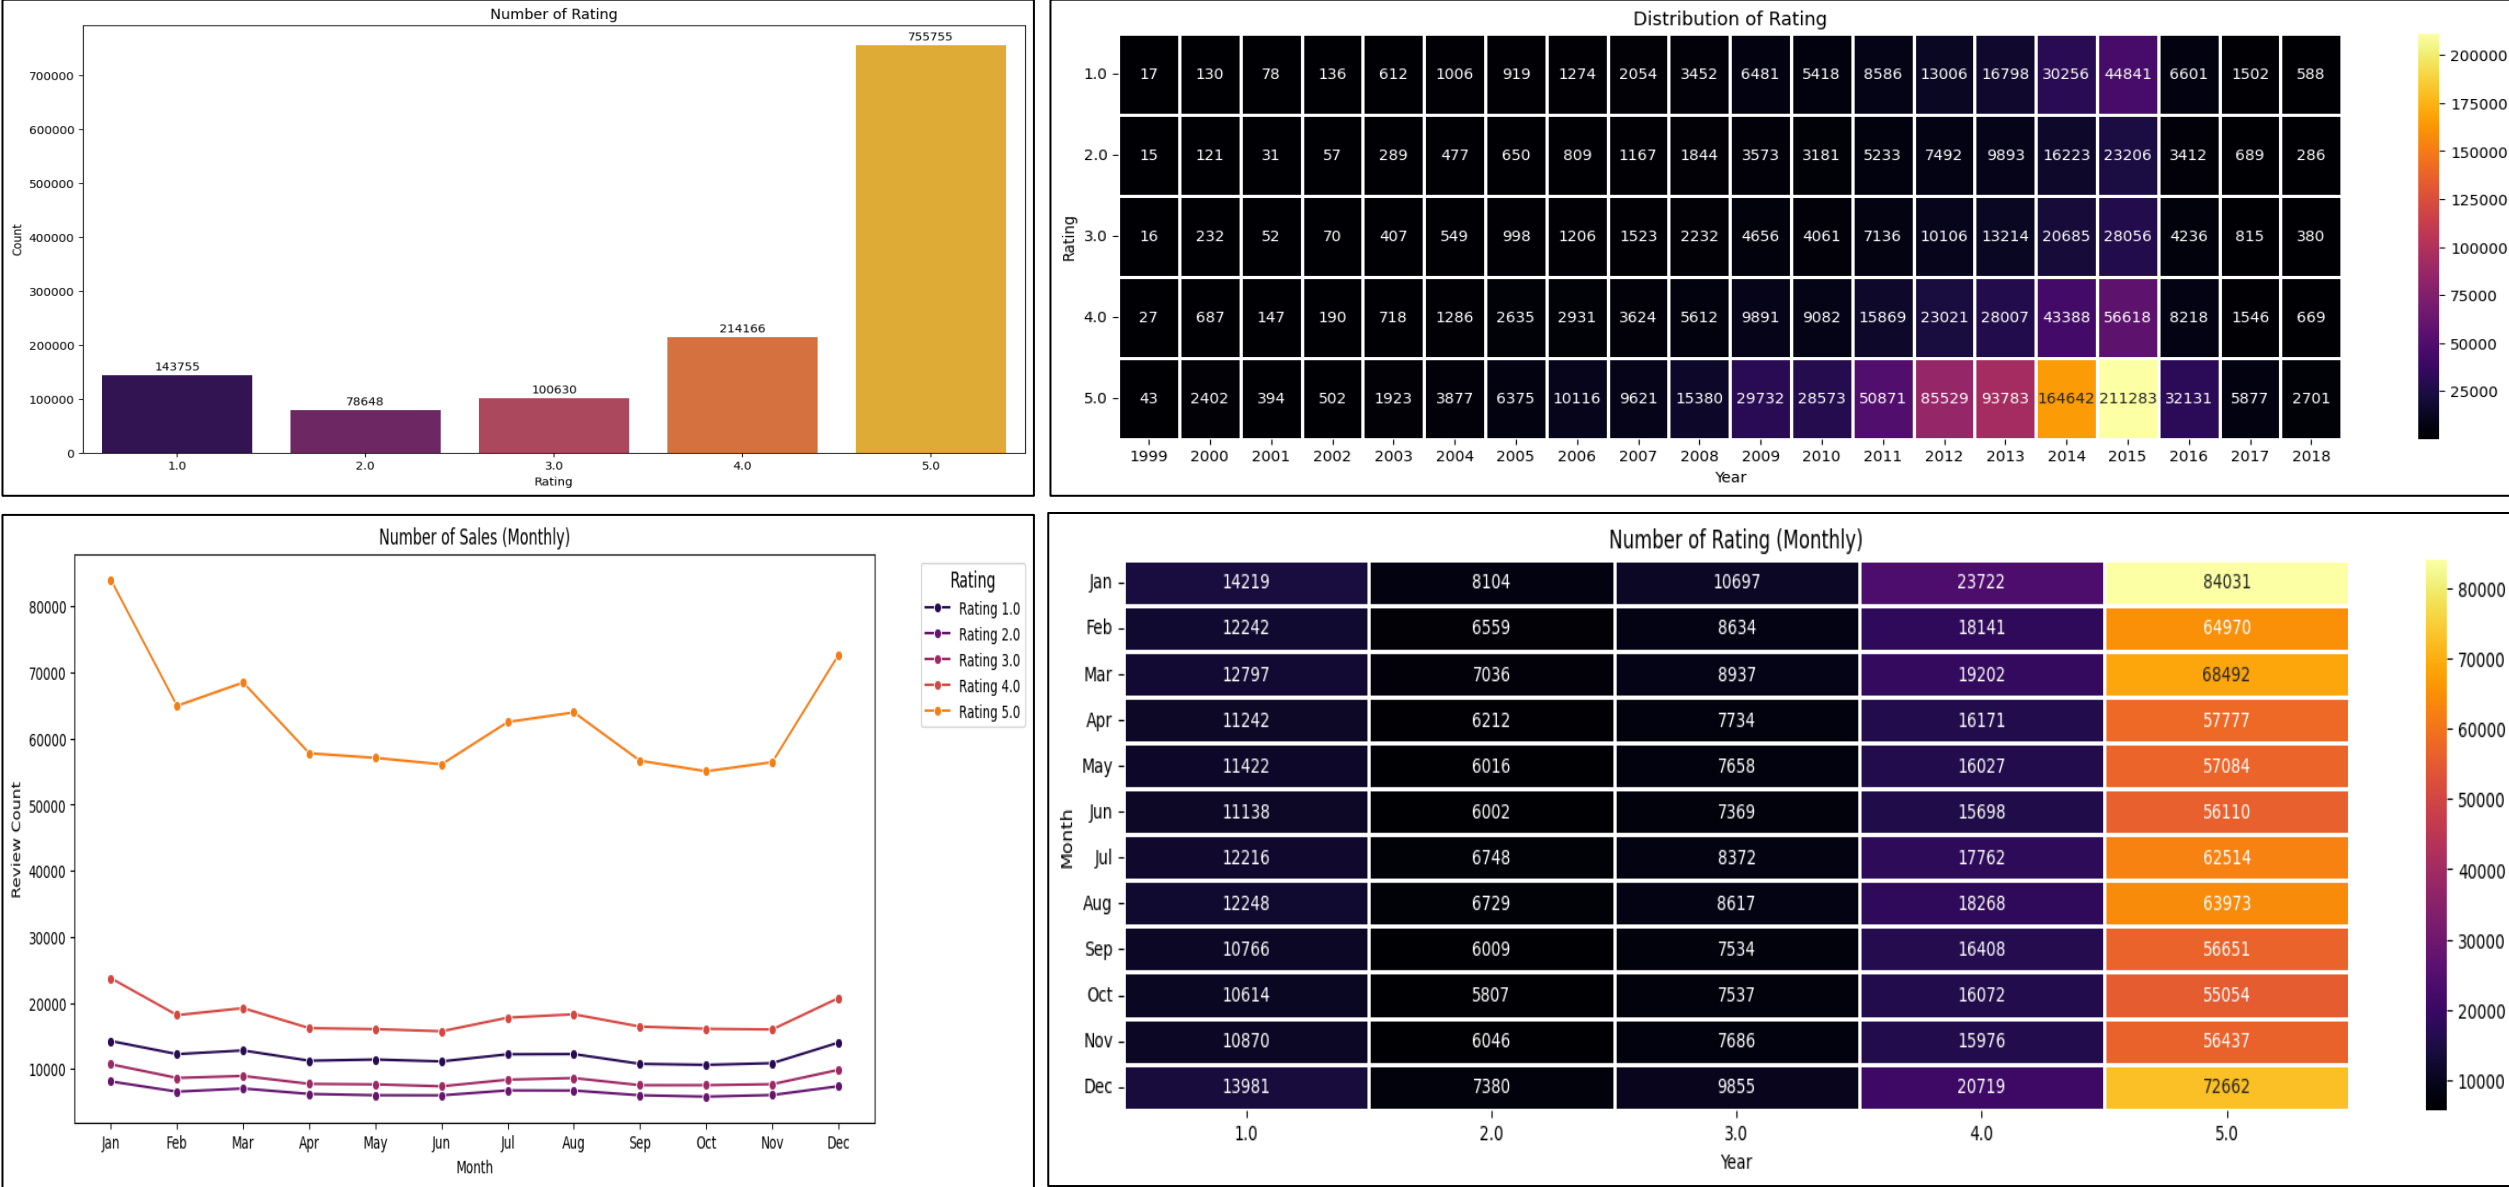 Number of Rating
755755
700000
600000
500000
400000
300000
200000
100000
0
Count
143755
78648
100630
214166
1.0 2.0 3.0 4.0 5.0
Rating
Distribution of Rating
Rating
1.0 17 130 78 136 612 1006 919 1274 2054 3452 6481 5418 8586 13006 16798 30256 44841 6601 1502 588
2.0 15 121 31 57 289 477 650 809 1167 1844 3573 3181 5233 7492 9893 16223 23206 3412 689 286
3.0 16 232 52 70 407 549 998 1206 1523 2232 4656 4061 7136 10106 13214 20685 28056 4236 815 380
4.0 27 687 147 190 718 1286 2635 2931 3624 5612 9891 9082 15869 23021 28007 43388 56618 8218 1546 669
5.0 43 2402 394 502 1923 3877 6375 10116 9621 15380 29732 28573 50871 85529 93783 164642 211283 32131 5877 2701
1999 2000 2001 2002 2003 2004 2005 2006 2007 2008 2009 2010 2011 2012 2013 2014 2015 2016 2017 2018
Year
200000
175000
150000
125000
100000
75000
50000
25000
Number of Sales (Monthly)
80000
70000
60000
50000
40000
30000
20000
10000
Review Count
Jan Feb Mar Apr May Jun Jul Aug Sep Oct Nov Dec
Month
Rating
Rating 1.0
Rating 2.0
Rating 3.0
Rating 4.0
Rating 5.0
Number of Rating (Monthly)
Month
Jan 14219 8104 10697 23722 84031
Feb 12242 6559 8634 18141 64970
Mar 12797 7036 8937 19202 68492
Apr 11242 6212 7734 16171 57777
May 11422 6016 7658 16027 57084
Jun 11138 6002 7369 15698 56110
Jul 12216 6748 8372 17762 62514
Aug 12248 6729 8617 18268 63973
Sep 10766 6009 7534 16408 56651
Oct 10614 5807 7537 16072 55054
Nov 10870 6046 7686 15976 56437
Dec 13981 7380 9855 20719 72662
1.0 2.0 3.0 4.0 5.0
Year
80000
70000
60000
50000
40000
30000
20000
10000